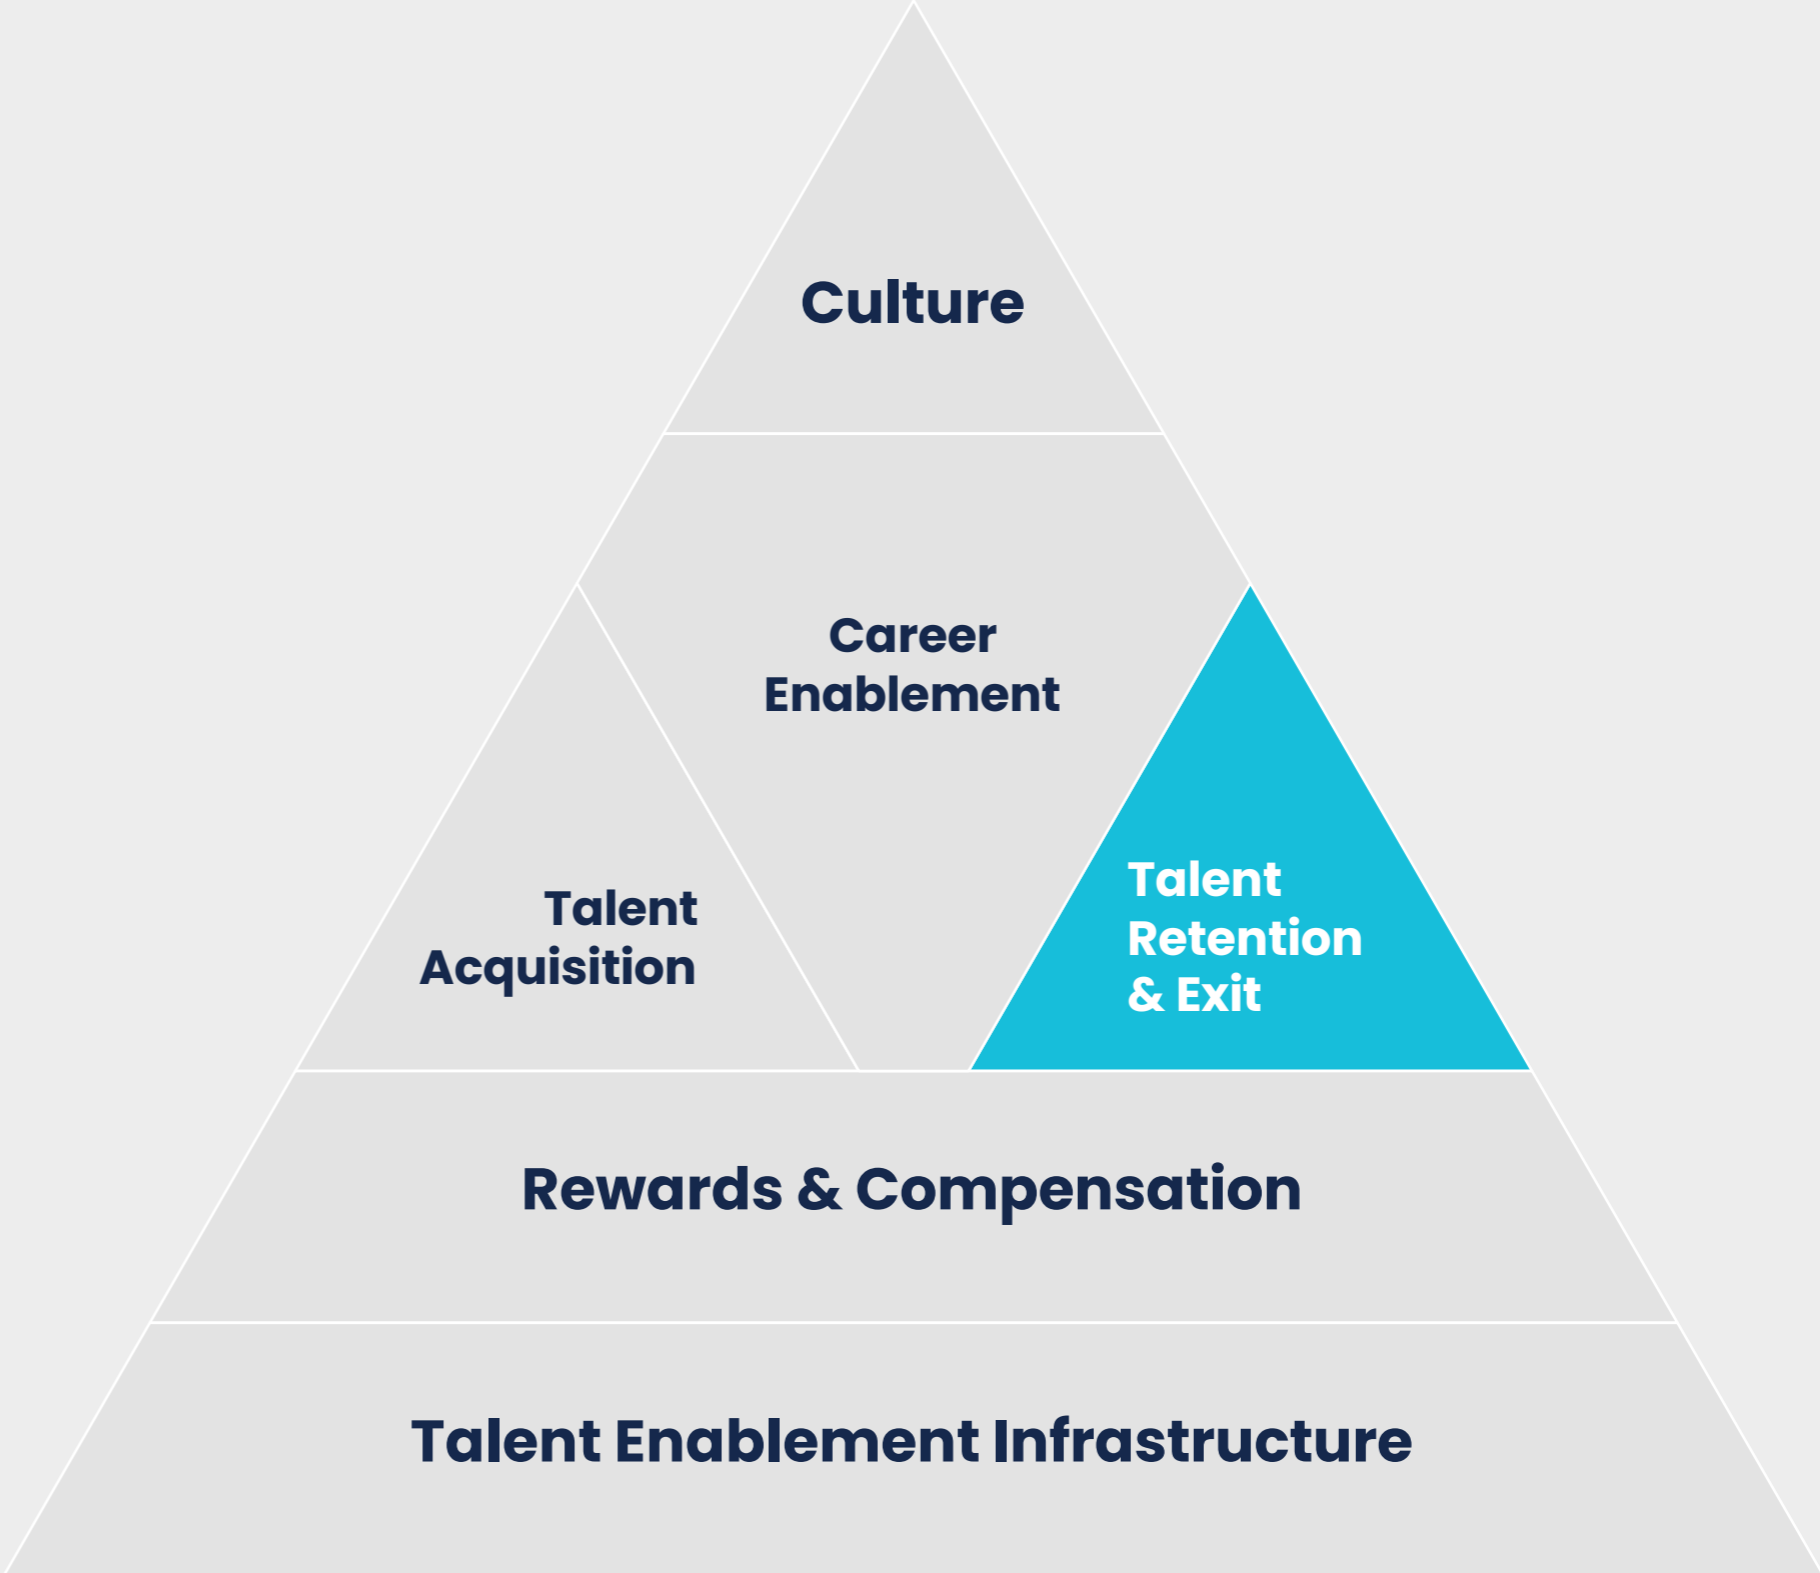 Culture
Career
Enablement
Talent
Acquisition
Talent
Retention
& Exit
Rewards & Compensation
Talent Enablement Infrastructure